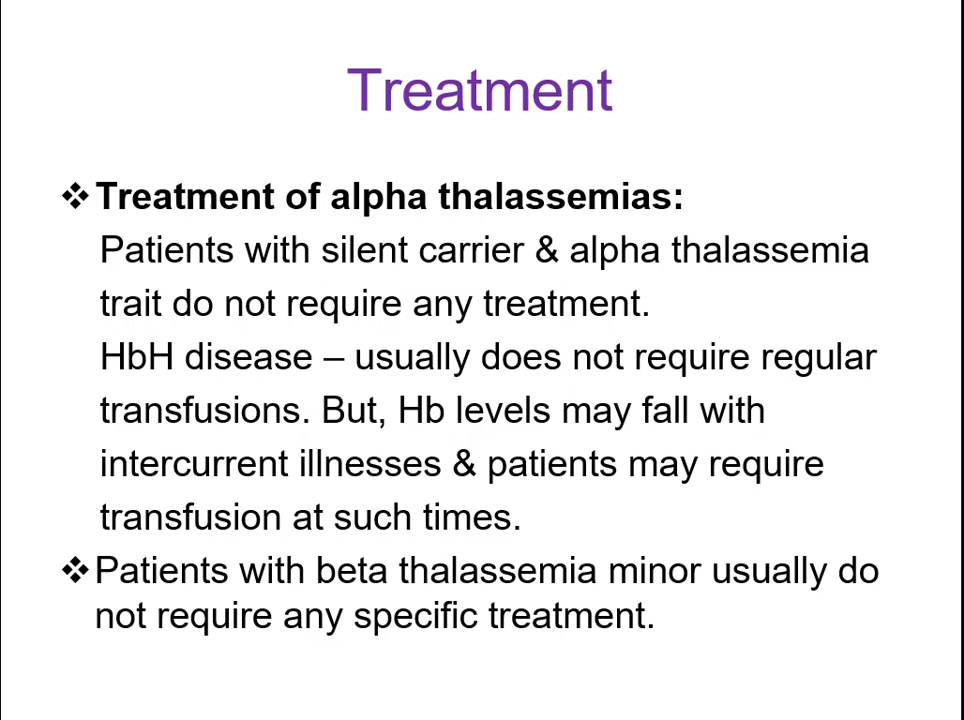 Treatment
❖ Treatment of alpha thalassemias:
Patients with silent carrier & alpha thalassemia
trait do not require any treatment.
HbH disease – usually does not require regular
transfusions. But, Hb levels may fall with
intercurrent illnesses & patients may require
transfusion at such times.
❖ Patients with beta thalassemia minor usually do
not require any specific treatment.